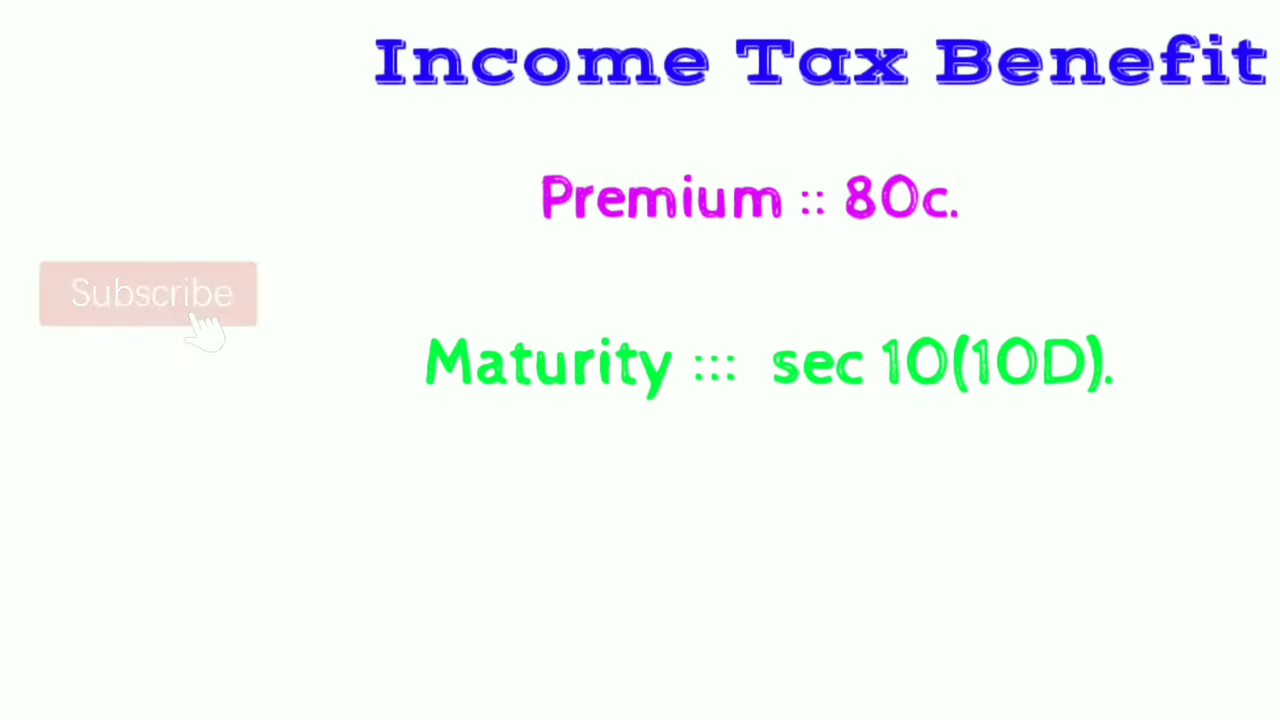 Income Tax Benefit
Premium :: 80c.
Subscribe
Maturity ::: sec 10(10D).